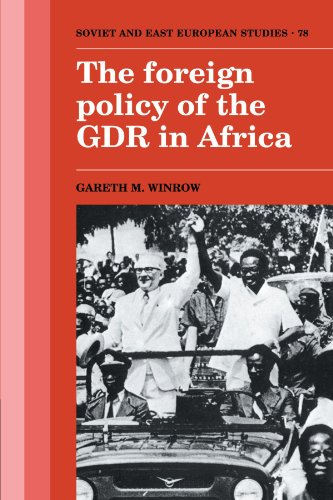 SOVIET AND EAST EUROPEAN STUDIES · 78
The foreign
policy of the
GDR in Africa
GARETH M. WINROW